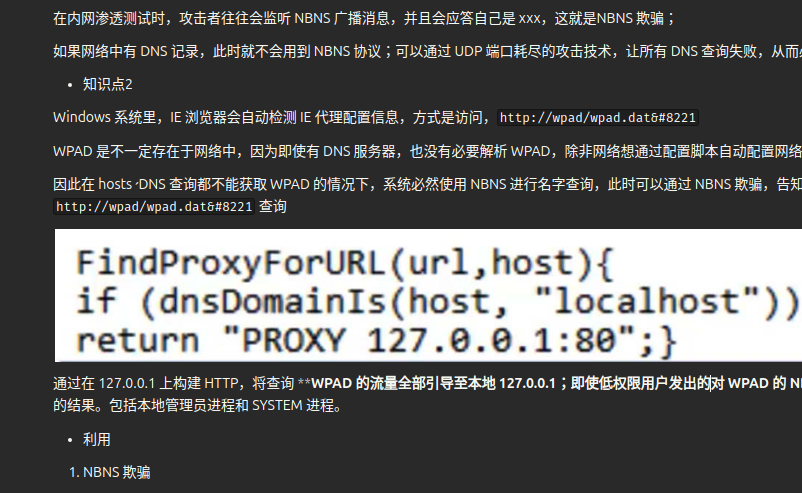 在内网渗透测试时，攻击者往往会监听 NBNS 广播消息，并且会应答自己是 xxx，这就是NBNS 欺骗；
如果网络中有 DNS 记录，此时就不会用到 NBNS 协议；可以通过 UDP 端口耗尽的攻击技术，让所有 DNS 查询失败，从而
• 知识点2
Windows 系统里，IE 浏览器会自动检测 IE 代理配置信息，方式是访问，http://wpad/wpad.dat&#8221
WPAD 是不一定存在于网络中，因为即使有 DNS 服务器，也没有必要解析 WPAD，除非网络想通过配置脚本自动配置网络
因此在 hosts、DNS 查询都不能获取 WPAD 的情况下，系统必然使用 NBNS 进行名字查询，此时可以通过 NBNS 欺骗，告知
http://wpad/wpad.dat&#8221 查询
FindProxyForURL(url,host){
if (dnsDomainIs(host, "localhost"))
return "PROXY 127.0.0.1:80";}
通过在 127.0.0.1 上构建 HTTP，将查询 **WPAD 的流量全部引导至本地 127.0.0.1；即使低权限用户发出的对 WPAD 的
的结果。包括本地管理员进程和 SYSTEM 进程。
• 利用
1. NBNS 欺骗